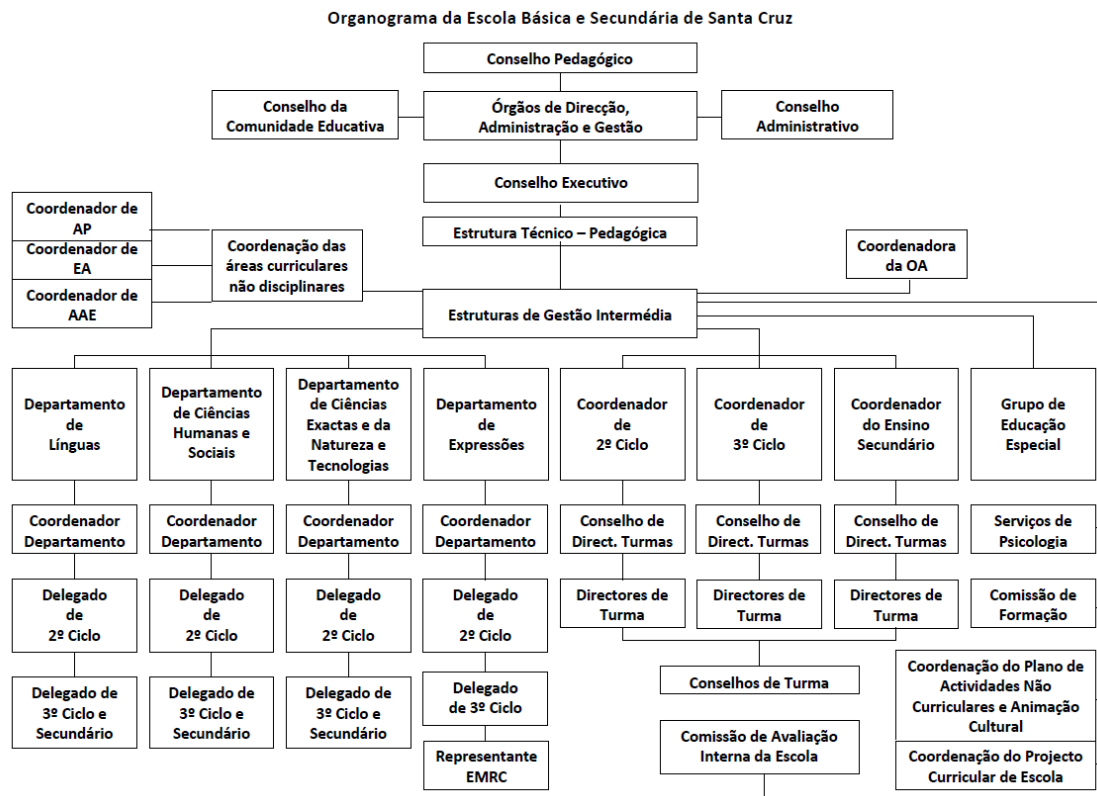 Organograma da Escola Básica e Secundária de Santa Cruz
Conselho Pedagógico
Conselho da
Comunidade Educativa
Órgãos de Direcção,
Administração e Gestão
Conselho
Administrativo
Conselho Executivo
Estrutura Técnico – Pedagógica
Coordenador de
AP
Coordenador de
EA
Coordenador de
AAE
Coordenação das
áreas curriculares
não disciplinares
Coordenadora
da OA
Estruturas de Gestão Intermédia
Departamento
de
Línguas
Departamento
de Ciências
Humanas e
Sociais
Departamento
de Ciências
Exactas e da
Natureza e
Tecnologias
Departamento
de
Expressões
Coordenador
de
2º Ciclo
Coordenador
de
3º Ciclo
Coordenador
do Ensino
Secundário
Grupo de
Educação
Especial
Coordenador
Departamento
Coordenador
Departamento
Coordenador
Departamento
Coordenador
Departamento
Conselho de
Direct. Turmas
Conselho de
Direct. Turmas
Conselho de
Direct. Turmas
Serviços de
Psicologia
Delegado
de
2º Ciclo
Delegado
de
2º Ciclo
Delegado
de
2º Ciclo
Delegado
de
2º Ciclo
Directores de
Turma
Directores de
Turma
Directores de
Turma
Comissão de
Formação
Delegado de
3º Ciclo e
Secundário
Delegado de
3º Ciclo e
Secundário
Delegado de
3º Ciclo e
Secundário
Delegado
de 3º Ciclo
Representante
EMRC
Conselhos de Turma
Comissão de Avaliação
Interna da Escola
Coordenação do Plano de
Actividades Não
Curriculares e Animação
Cultural
Coordenação do Projecto
Curricular de Escola